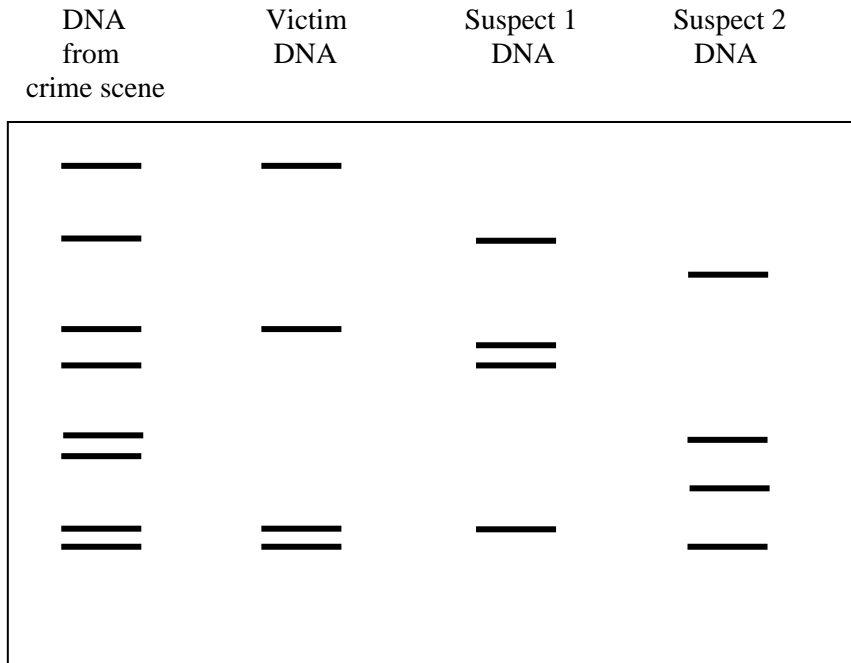 DNA
from
crime scene
Victim
DNA
Suspect 1
DNA
Suspect 2
DNA